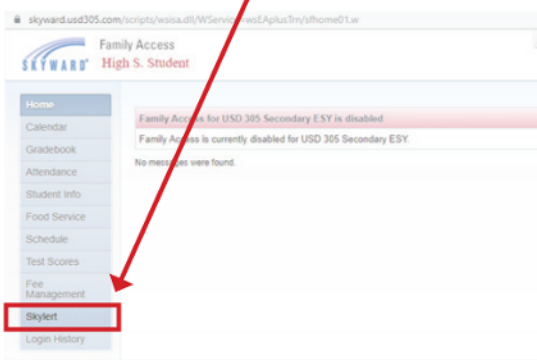 skyward.usd305.com/scripts/wsisa.dll/WService=wsEAplusTrn/sfhome01.w
Family Access
SKYWARD® High S. Student
Home
Calendar
Gradebook
Attendance
Student Info
Food Service
Schedule
Test Scores
Fee
Management
Skylert
Login History
Family Access for USD 305 Secondary ESY is disabled
Family Access is currently disabled for USD 305 Secondary ESY.
No messages were found.